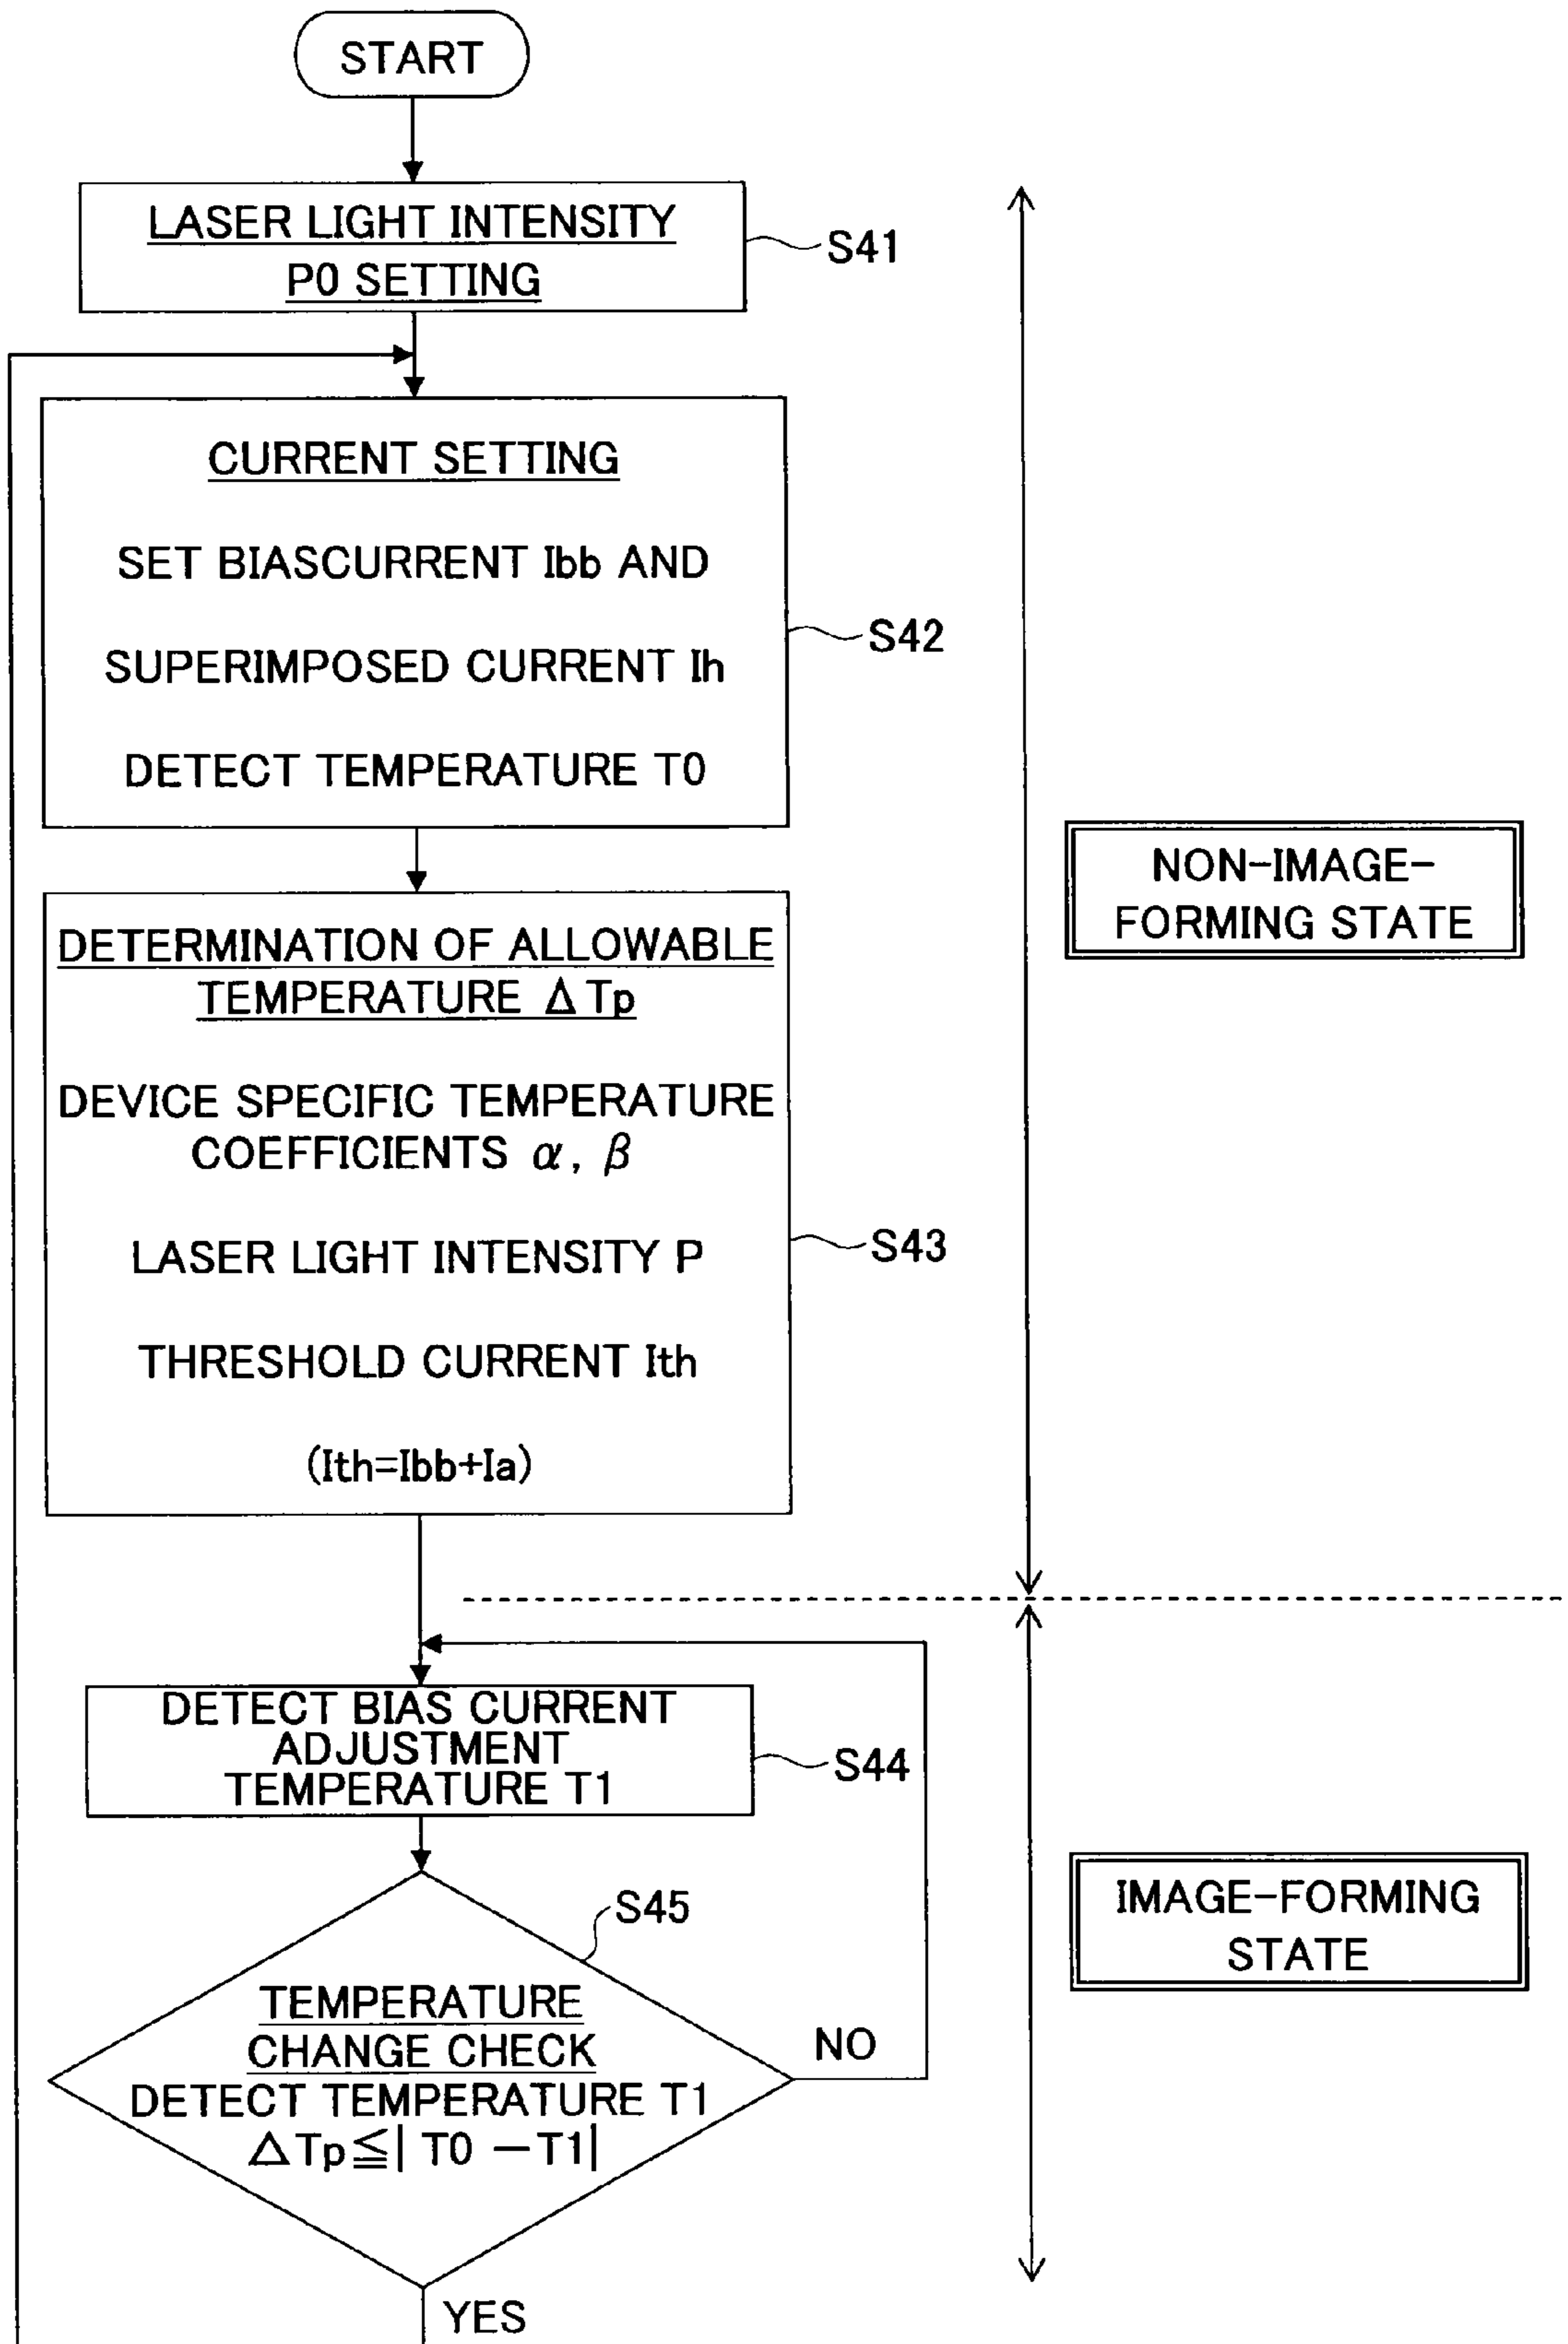 START
LASER LIGHT INTENSITY
P0 SETTING
S41
CURRENT SETTING
SET BIASCURRENT Ibb AND
SUPERIMPOSED CURRENT Ih
DETECT TEMPERATURE T0
S42
NON-IMAGE-
FORMING STATE
DETERMINATION OF ALLOWABLE
TEMPERATURE ΔTp
DEVICE SPECIFIC TEMPERATURE
COEFFICIENTS α, β
LASER LIGHT INTENSITY P
THRESHOLD CURRENT Ith
(Ith=Ibb+Ia)
S43
DETECT BIAS CURRENT
ADJUSTMENT
TEMPERATURE T1
S44
IMAGE-FORMING
STATE
S45
TEMPERATURE
CHANGE CHECK
DETECT TEMPERATURE T1
ΔTp≦| T0 −T1|
NO
YES